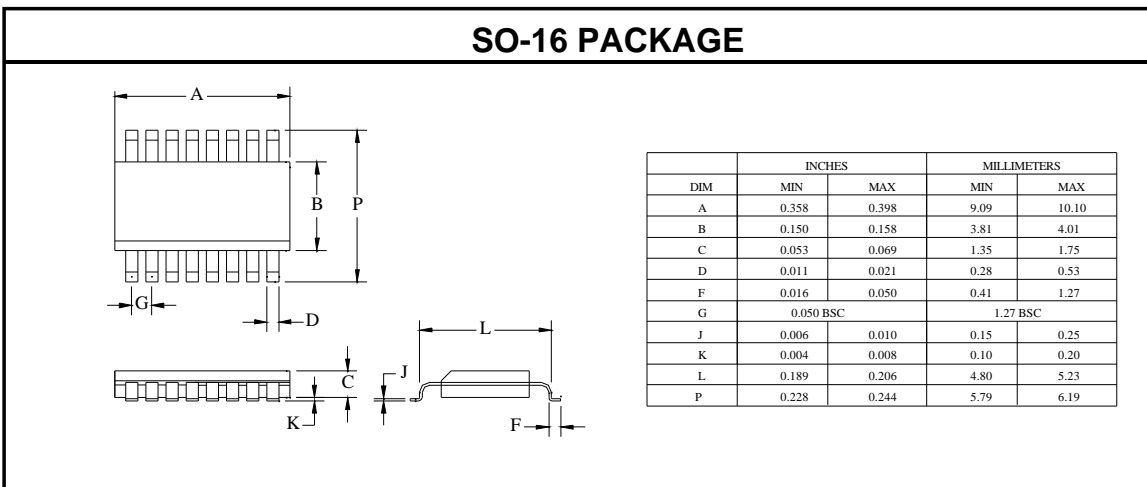 SO-16 PACKAGE
A
B
P
G
D
L
J
C
K
F
INCHES MILLIMETERS
DIM MIN MAX MIN MAX
A 0.358 0.398 9.09 10.10
B 0.150 0.158 3.81 4.01
C 0.053 0.069 1.35 1.75
D 0.011 0.021 0.28 0.53
F 0.016 0.050 0.41 1.27
G 0.050 BSC 1.27 BSC
J 0.006 0.010 0.15 0.25
K 0.004 0.008 0.10 0.20
L 0.189 0.206 4.80 5.23
P 0.228 0.244 5.79 6.19